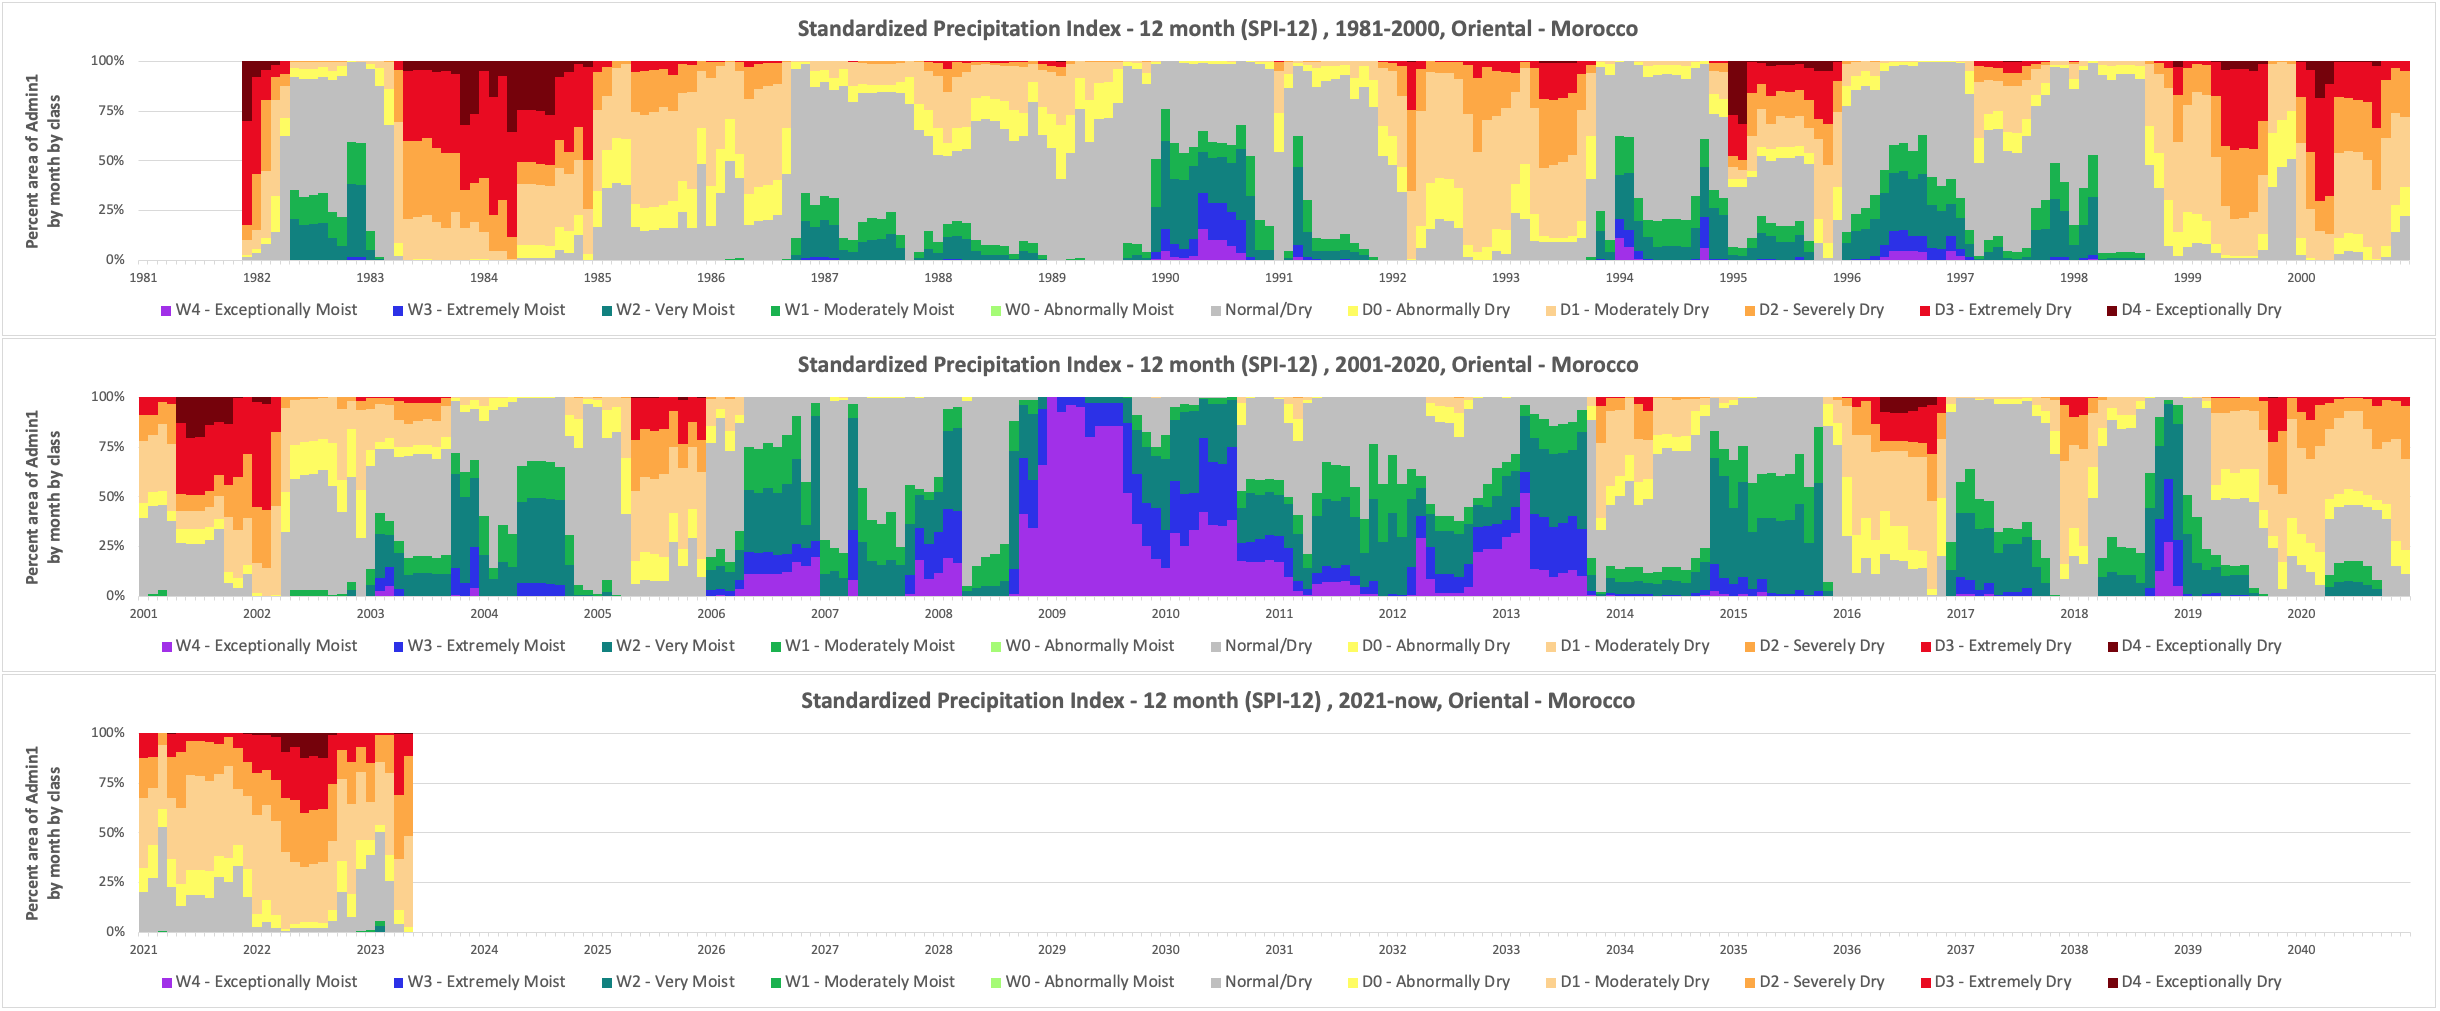 Standardized Precipitation Index - 12 month (SPI-12) , 1981-2000, Oriental - Morocco
Percent area of Admin1
by month by class
100%
75%
50%
25%
0%
1981 1982 1983 1984 1985 1986 1987 1988 1989 1990 1991 1992 1993 1994 1995 1996 1997 1998 1999 2000
W4 - Exceptionally Moist W3 - Extremely Moist W2 - Very Moist W1 - Moderately Moist W0 - Abnormally Moist Normal/Dry D0 - Abnormally Dry D1 - Moderately Dry D2 - Severely Dry D3 - Extremely Dry D4 - Exceptionally Dry
Standardized Precipitation Index - 12 month (SPI-12) , 2001-2020, Oriental - Morocco
Percent area of Admin1
by month by class
100%
75%
50%
25%
0%
2001 2002 2003 2004 2005 2006 2007 2008 2009 2010 2011 2012 2013 2014 2015 2016 2017 2018 2019 2020
W4 - Exceptionally Moist W3 - Extremely Moist W2 - Very Moist W1 - Moderately Moist W0 - Abnormally Moist Normal/Dry D0 - Abnormally Dry D1 - Moderately Dry D2 - Severely Dry D3 - Extremely Dry D4 - Exceptionally Dry
Standardized Precipitation Index - 12 month (SPI-12) , 2021-now, Oriental - Morocco
Percent area of Admin1
by month by class
100%
75%
50%
25%
0%
2021 2022 2023 2024 2025 2026 2027 2028 2029 2030 2031 2032 2033 2034 2035 2036 2037 2038 2039 2040
W4 - Exceptionally Moist W3 - Extremely Moist W2 - Very Moist W1 - Moderately Moist W0 - Abnormally Moist Normal/Dry D0 - Abnormally Dry D1 - Moderately Dry D2 - Severely Dry D3 - Extremely Dry D4 - Exceptionally Dry